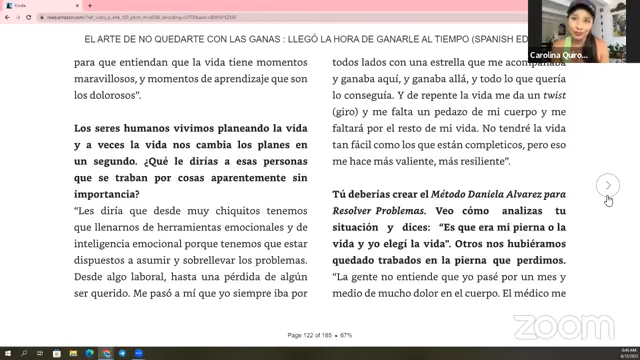 Kindle
EL ARTE DE NO QUEDARTE CON LAS GANAS : LLEGÓ LA HORA DE GANARLE AL TIEMPO (SPANISH ED
Carolina Quiro...
para que entiendan que la vida tiene momentos
maravillosos, y momentos de aprendizaje que son
los dolorosos".
Los seres humanos vivimos planeando la vida
y a veces la vida nos cambia los planes en
un segundo. ¿Qué le dirías a esas personas
que se traban por cosas aparentemente sin
importancia?
"Les diría que desde muy chiquitos tenemos
que llenarnos de herramientas emocionales y de
inteligencia emocional porque tenemos que estar
dispuestos a asumir y sobrellevar los problemas.
Desde algo laboral, hasta una pérdida de algún
ser querido. Me pasó a mí que yo siempre iba por
todos lados con una estrella que me acompañaba
y ganaba aquí, y ganaba allá, y todo lo que quería
lo conseguía. Y de repente la vida me da un twist
(giro) y me falta un pedazo de mi cuerpo y me
faltará por el resto de mi vida. No tendré la vida
tan fácil como los que están completicos, pero eso
me hace más valiente, más resiliente".
Tú deberías crear el Método Daniela Alvarez para
Resolver Problemas. Veo cómo analizas tu
situación y dices: "Es que era mi pierna o la
vida y yo elegí la vida". Otros nos hubiéramos
quedado trabados en la pierna que perdimos.
"La gente no entiende que yo pasé por un mes y
medio de mucho dolor en el cuerpo. El médico me
Page 122 of 185 • 67%
zoom